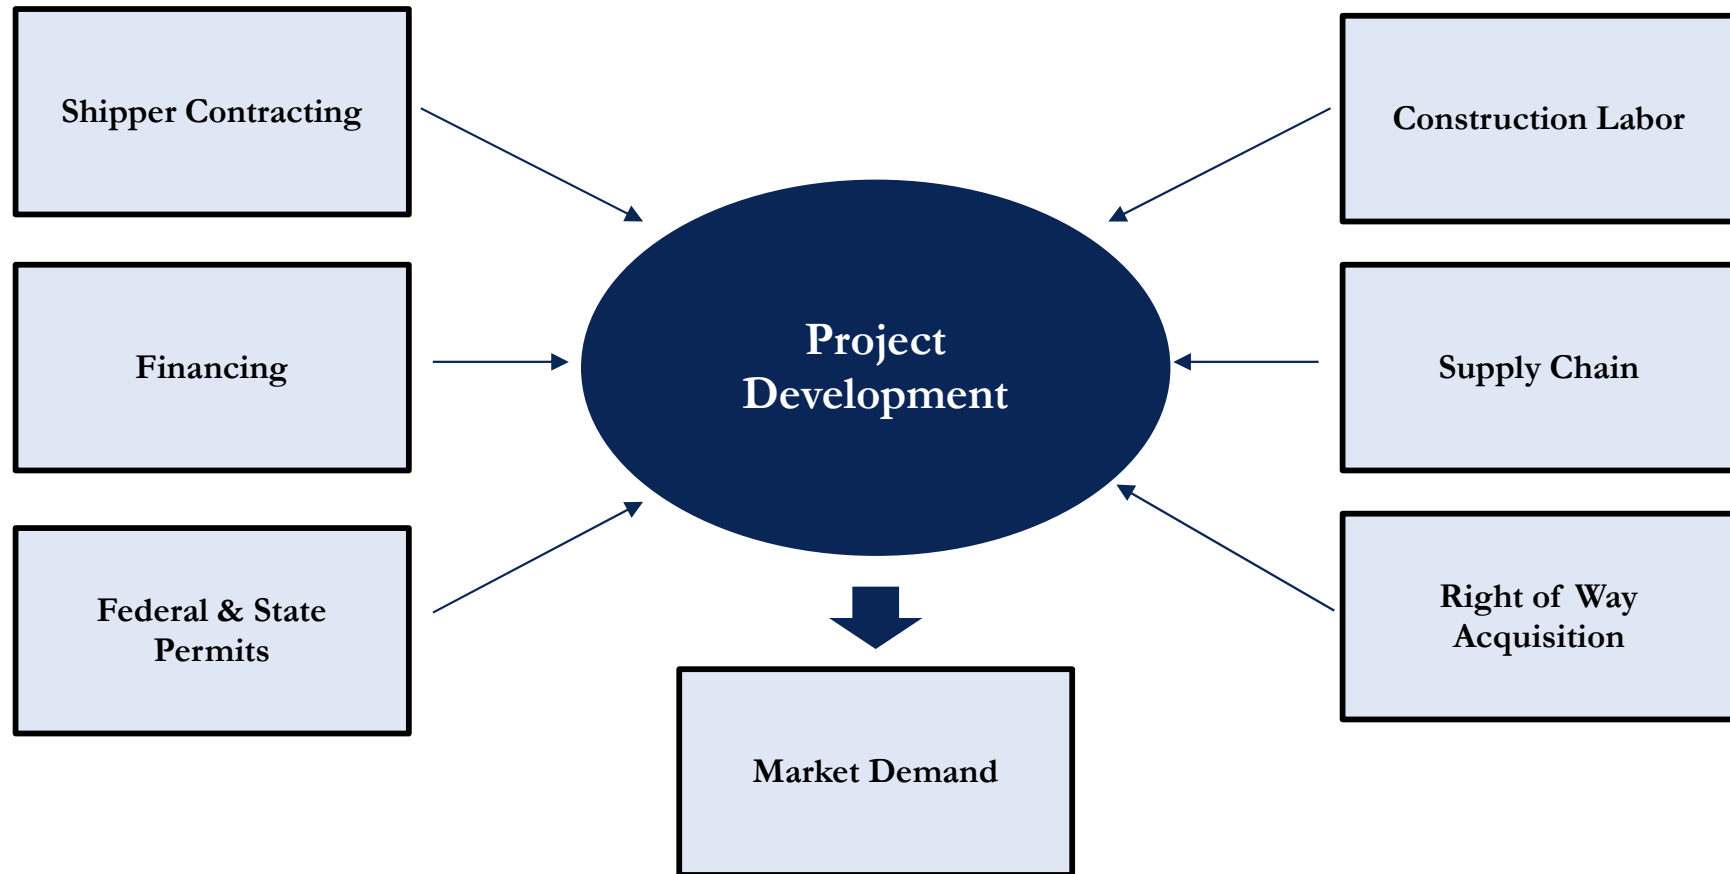 Shipper Contracting
Financing
Federal & State
Permits
Project
Development
Market Demand
Construction Labor
Supply Chain
Right of Way
Acquisition